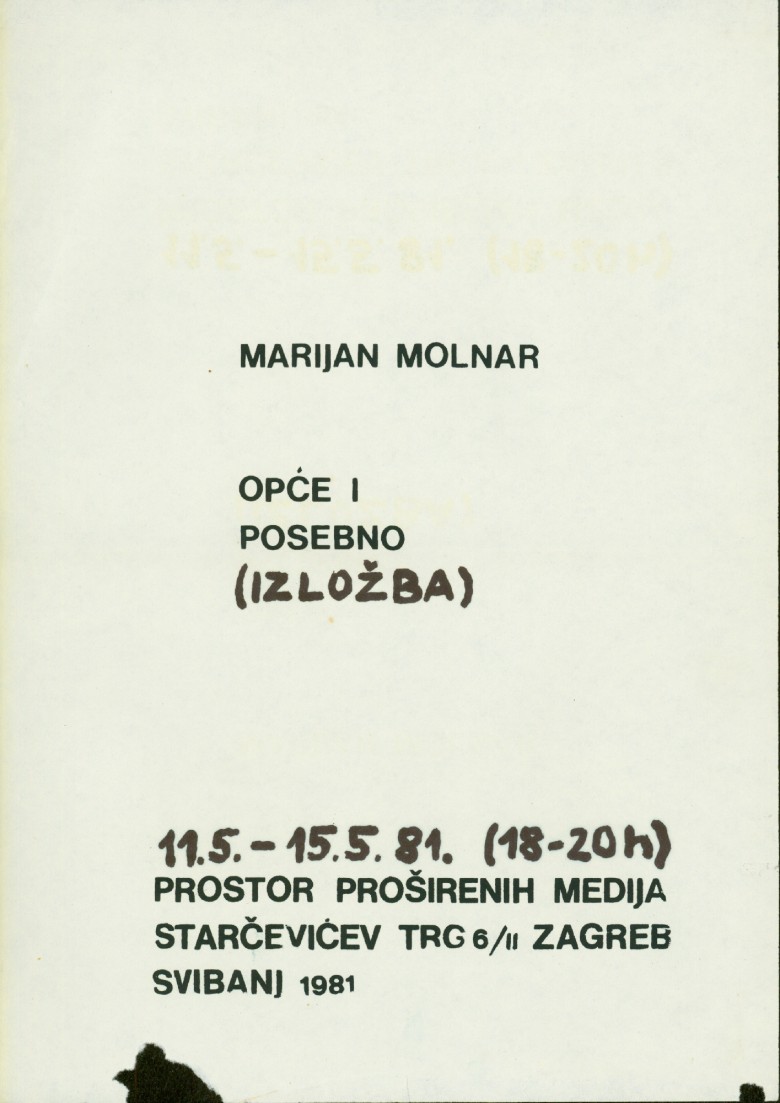 MARIJAN MOLNAR
OPĆE I
POSEBNO
(IZLOŽBA)
11.5. - 15.5. 81. (18-20h)
PROSTOR PROŠIRENIH MEDIJA
STARČEVIĆEV TRG 6/II ZAGREB
SVIBANJ 1981